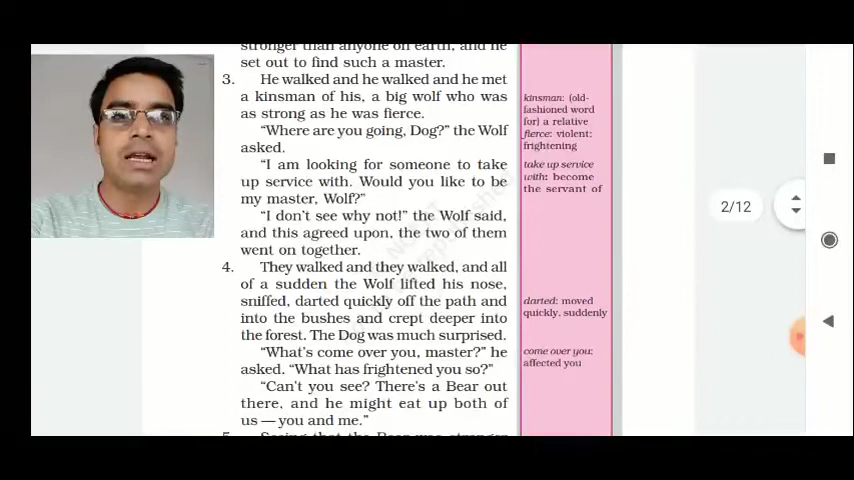 stronger than anyone on earth, and he
set out to find such a master.
3. He walked and he walked and he met
a kinsman of his, a big wolf who was
as strong as he was fierce.
"Where are you going, Dog?" the Wolf
asked.
"I am looking for someone to take
up service with. Would you like to be
my master, Wolf?"
"I don't see why not!" the Wolf said,
and this agreed upon, the two of them
went on together.
4. They walked and they walked, and all
of a sudden the Wolf lifted his nose,
sniffed, darted quickly off the path and
into the bushes and crept deeper into
the forest. The Dog was much surprised.
"What's come over you, master?" he
asked. "What has frightened you so?"
"Can't you see? There's a Bear out
there, and he might eat up both of
us — you and me."
5. Seeing that the Bear was stronger
kinsman: (old-
fashioned word
for) a relative
fierce: violent;
frightening
take up service
with: become
the servant of
darted: moved
quickly, suddenly
come over you:
affected you
2/12